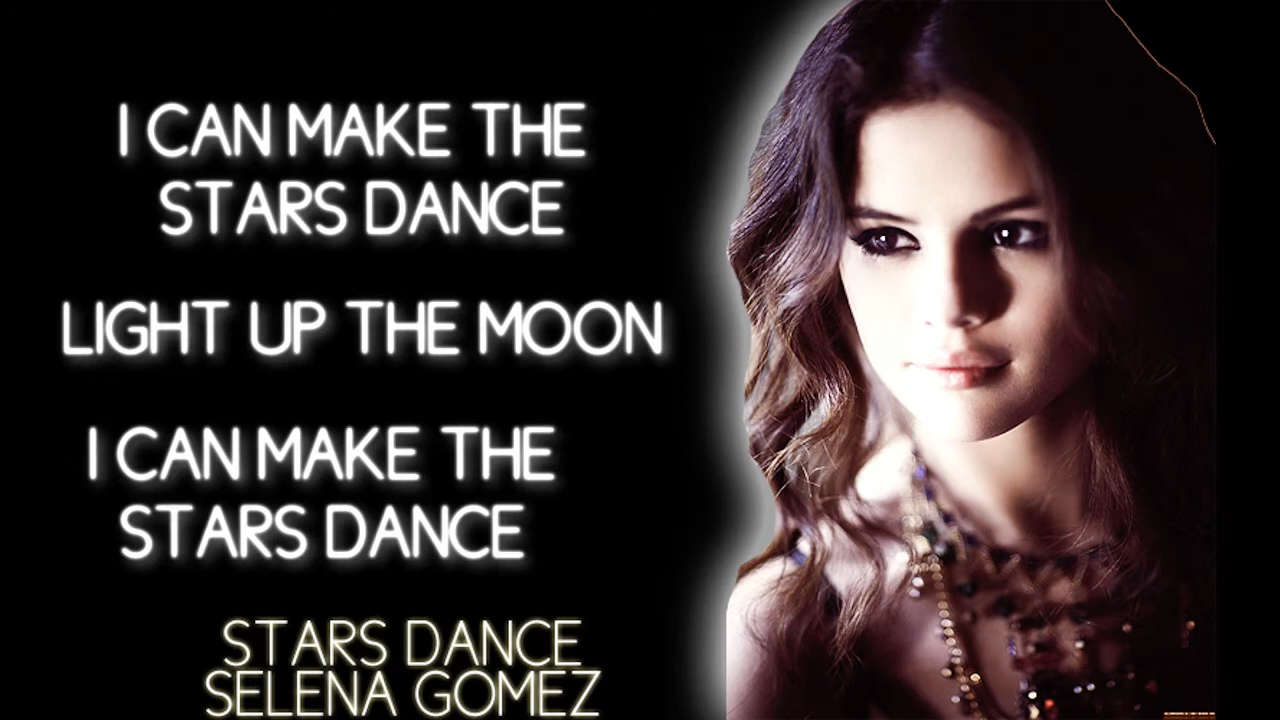 I CAN MAKE THE
STARS DANCE
LIGHT UP THE MOON
I CAN MAKE THE
STARS DANCE
STARS DANCE
SELENA GOMEZ